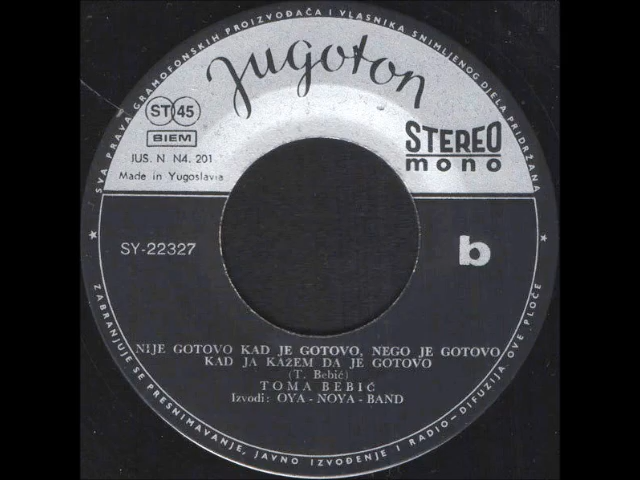 SVA PRAVA GRAMOFONSKIH PROIZVOĐAČA I VLASNIKA SNIMLJENOG DJELA PRIDRŽANA
Jugoton
ST 45
BIEM
JUS. N N4. 201
Made in Yugoslavia
STEREO
mono
SY-22327
b
NIJE GOTOVO KAD JE GOTOVO, NEGO JE GOTOVO
KAD JA KAŽEM DA JE GOTOVO
(T. Bebić)
TOMA BEBIĆ
Izvodi: OYA - NOYA - BAND
ZABRANJUJE SE PRESNIMAVANJE, JAVNO IZVOĐENJE I RADIO - DIFUZIJA OVE PLOČE